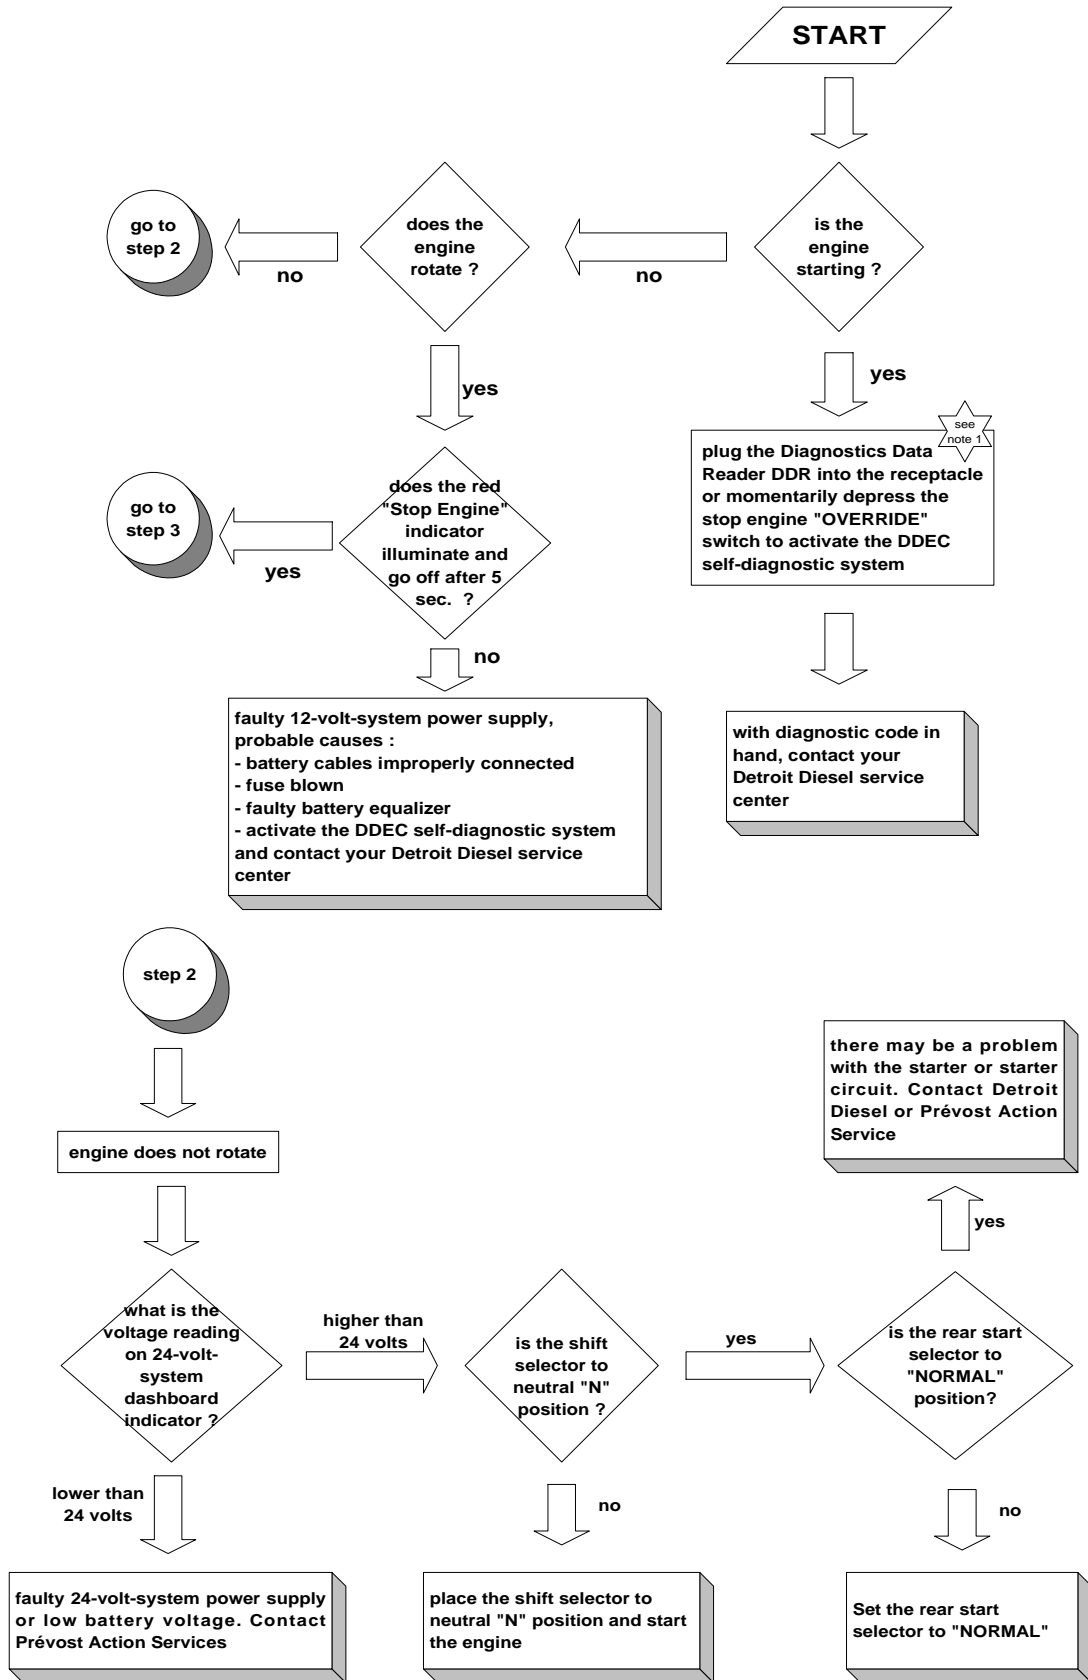 START
is the
engine
starting ?
no
does the
engine
rotate ?
no
go to
step 2
yes
yes
see
note 1
plug the Diagnostics Data
Reader DDR into the receptacle
or momentarily depress the
stop engine "OVERRIDE"
switch to activate the DDEC
self-diagnostic system
does the red
"Stop Engine"
indicator
illuminate and
go off after 5
sec. ?
yes
go to
step 3
no
faulty 12-volt-system power supply,
probable causes :
- battery cables improperly connected
- fuse blown
- faulty battery equalizer
- activate the DDEC self-diagnostic system
and contact your Detroit Diesel service
center
with diagnostic code in
hand, contact your
Detroit Diesel service
center
step 2
engine does not rotate
there may be a problem
with the starter or starter
circuit. Contact Detroit
Diesel or Prévost Action
Service
yes
what is the
voltage reading
on 24-volt-
system
dashboard
indicator ?
higher than
24 volts
is the shift
selector to
neutral "N"
position ?
yes
is the rear start
selector to
"NORMAL"
position?
lower than
24 volts
no
no
faulty 24-volt-system power supply
or low battery voltage. Contact
Prévost Action Services
place the shift selector to
neutral "N" position and start
the engine
Set the rear start
selector to "NORMAL"